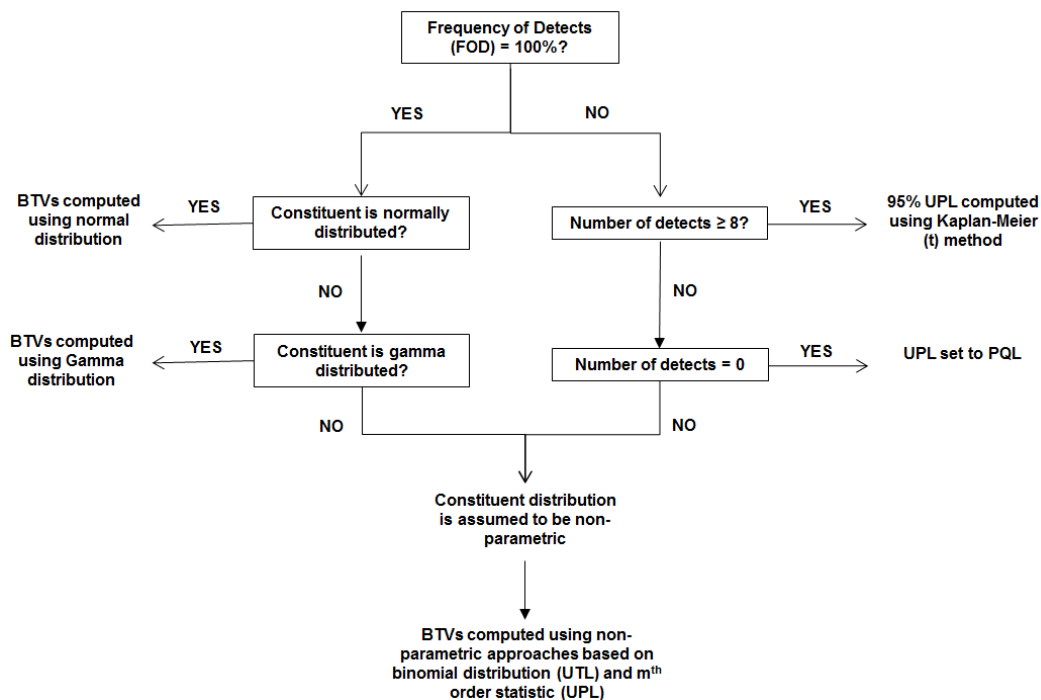 Frequency of Detects
(FOD) = 100%?
YES
NO
BTVs computed
using normal
distribution
YES
Constituent is normally
distributed?
Number of detects ≥ 8?
YES
95% UPL computed
using Kaplan-Meier
(t) method
NO
NO
BTVs computed
using Gamma
distribution
YES
Constituent is gamma
distributed?
Number of detects = 0
YES
UPL set to PQL
NO
NO
Constituent distribution
is assumed to be non-
parametric
BTVs computed using non-
parametric approaches based on
binomial distribution (UTL) and mth
order statistic (UPL)